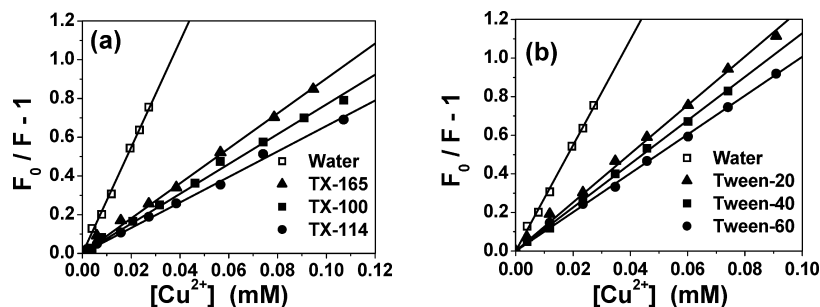 (a)
F0 / F - 1
1.2
1.0
0.8
0.6
0.4
0.2
0.0
Water
TX-165
TX-100
TX-114
0.00 0.02 0.04 0.06 0.08 0.10 0.12
[Cu2+] (mM)
(b)
F0 / F - 1
1.2
1.0
0.8
0.6
0.4
0.2
0.0
Water
Tween-20
Tween-40
Tween-60
0.00 0.02 0.04 0.06 0.08 0.10
[Cu2+] (mM)